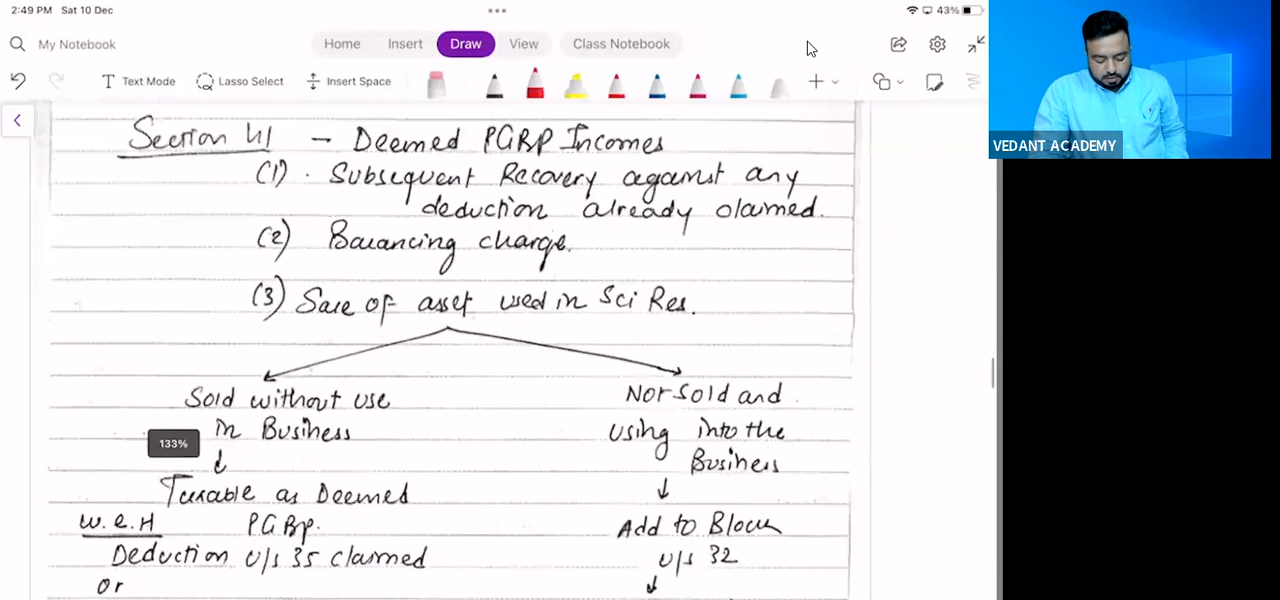 2:49 PM Sat 10 Dec
43%
My Notebook
Home Insert Draw View Class Notebook
Text Mode Lasso Select Insert Space
VEDANT ACADEMY
Section 41 - Deemed PGBP Incomes
(1) . Subsequent Recovery against any
deduction already claimed.
(2) Balancing charge.
(3) Sale of asset used in Sci Res.
Sold without use
in Business
Not Sold and
using into the
Business
133%
Taxable as Deemed
PGBP.
W.E.H
Deduction U/s 35 claimed
Or
Add to Block
U/s 32